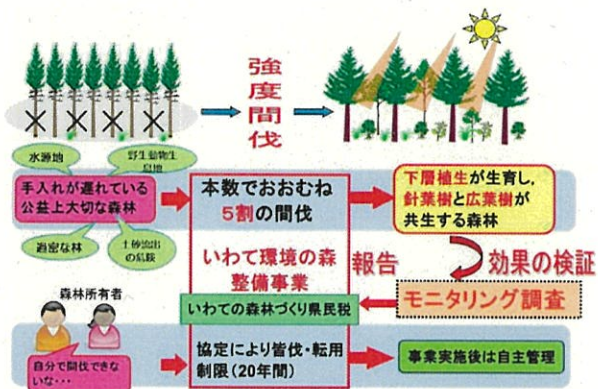 強度間伐
水源地
野生動物生
息地
手入れが遅れている
公益上大切な森林
過密な林
土砂流出
の危険
本数でおおむね
5割の間伐
下層植生が生育し,
針葉樹と広葉樹が
共生する森林
いわて環境の森
整備事業
報告
効果の検証
いわての森林づくり県民税
モニタリング調査
森林所有者
自分で間伐できな
いな・・・
協定により皆伐・転用
制限(20年間)
事業実施後は自主管理